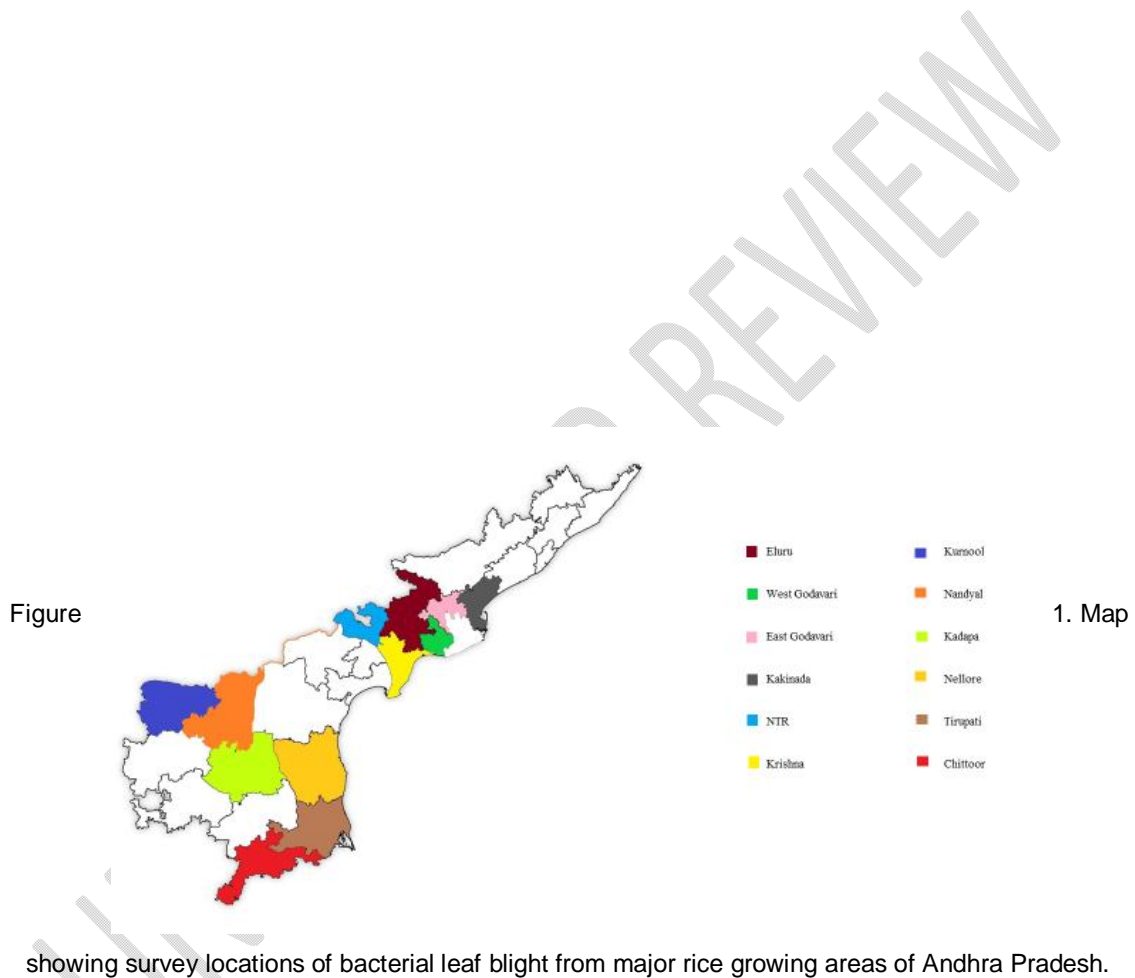 R REVIEW
Eluru
West Godavari
East Godavari
Kakinada
NTR
Krishna
Kurnool
Nandyal
Kadapa
Nellore
Tirupati
Chittoor
Figure 1. Map
showing survey locations of bacterial leaf blight from major rice growing areas of Andhra Pradesh.